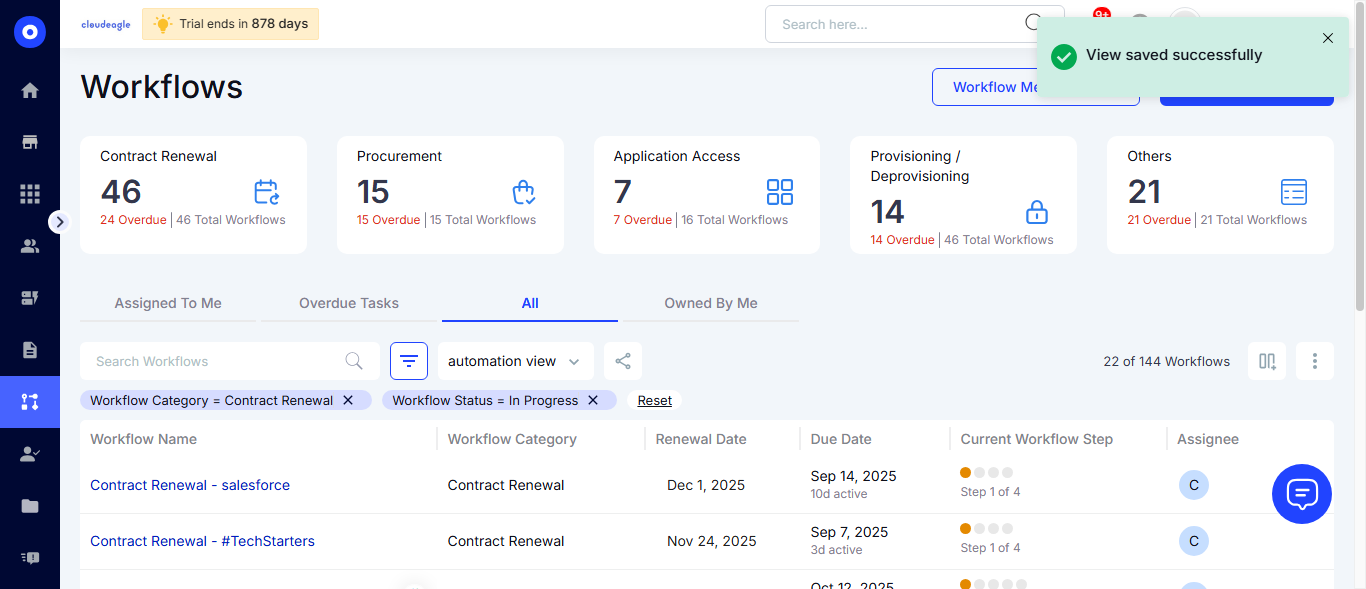 cloudeagle
Trial ends in 878 days
Search here...
9+
View saved successfully
Workflows
Contract Renewal
46
24 Overdue | 46 Total Workflows
Procurement
15
15 Overdue | 15 Total Workflows
Application Access
7
7 Overdue | 16 Total Workflows
Provisioning /
Deprovisioning
14
14 Overdue | 46 Total Workflows
Others
21
21 Overdue | 21 Total Workflows
Assigned To Me
Overdue Tasks
All
Owned By Me
Search Workflows
automation view
22 of 144 Workflows
Workflow Category = Contract Renewal
Workflow Status = In Progress
Reset
Workflow Name
Workflow Category
Renewal Date
Due Date
Current Workflow Step
Assignee
Contract Renewal - salesforce
Contract Renewal
Dec 1, 2025
Sep 14, 2025
10d active
Step 1 of 4
C
Contract Renewal - #TechStarters
Contract Renewal
Nov 24, 2025
Sep 7, 2025
3d active
Step 1 of 4
C
Oct 12, 2025